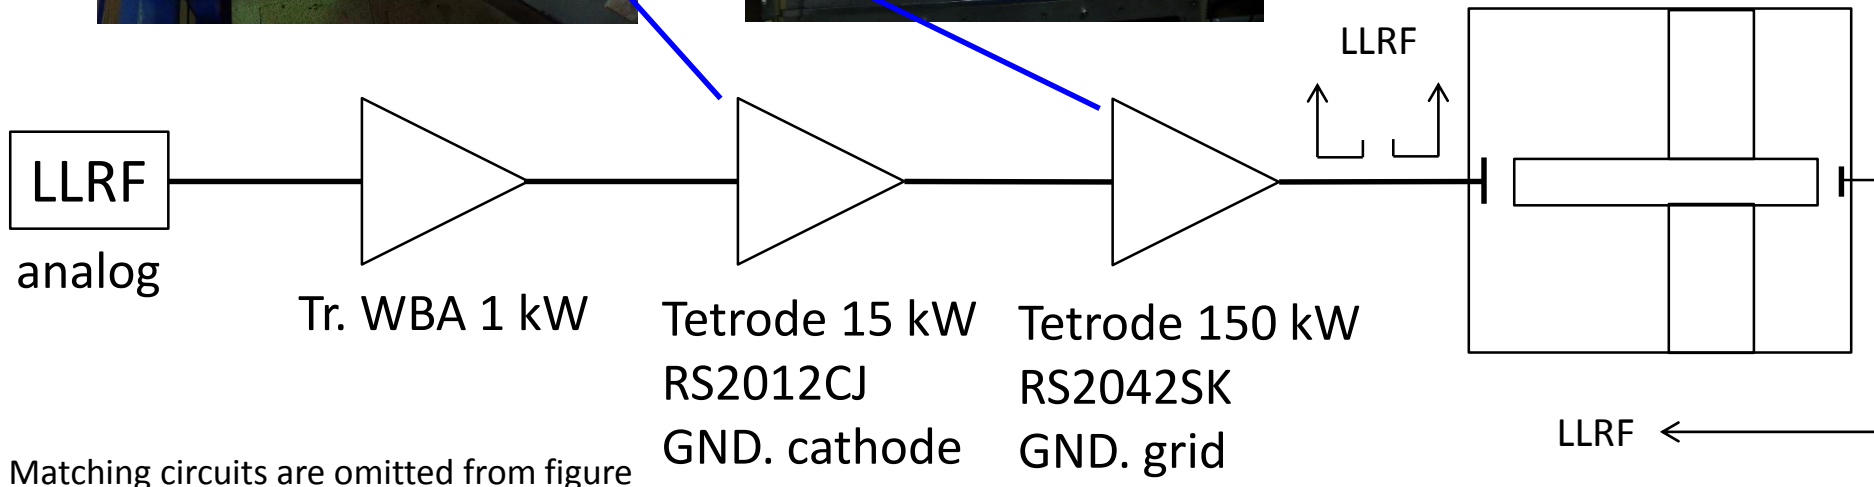 LLRF
LLRF
analog
Tr. WBA 1 kW
Tetrode 15 kW
RS2012CJ
GND. cathode
Tetrode 150 kW
RS2042SK
GND. grid
LLRF
Matching circuits are omitted from figure